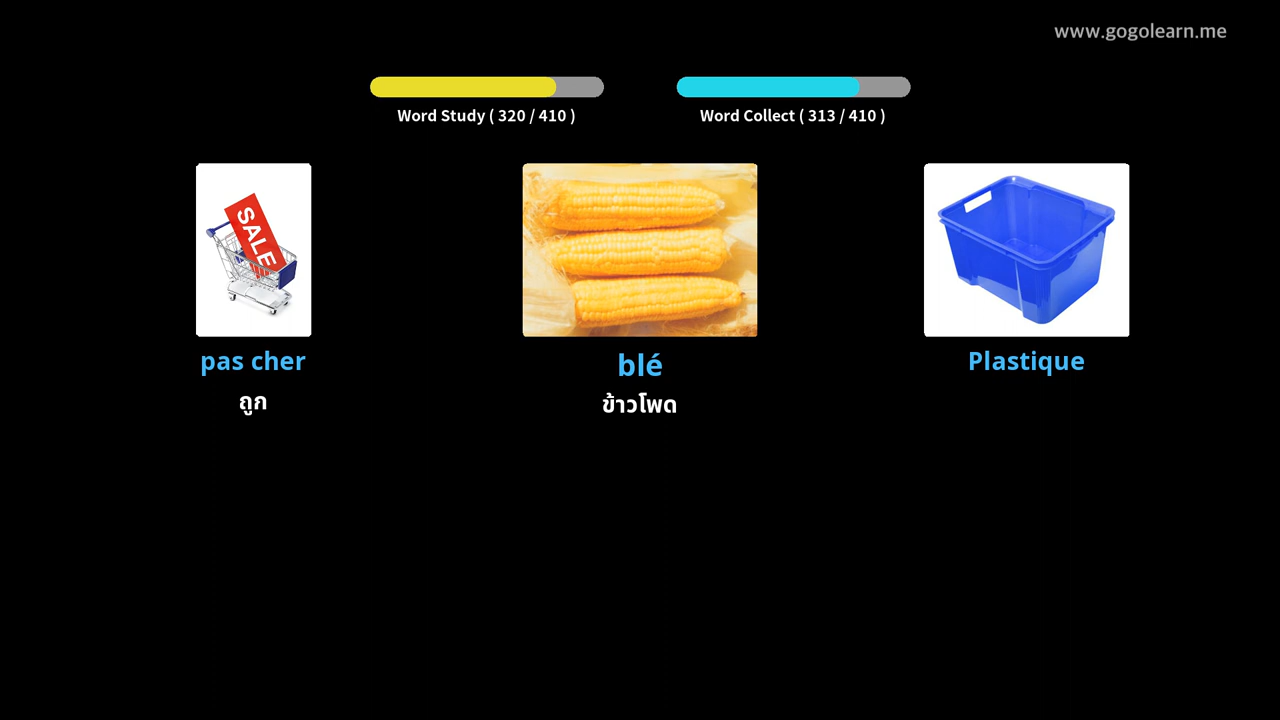 www.gogolearn.me
Word Study ( 320 / 410 )
Word Collect ( 313 / 410 )
SALE
pas cher
ถูก
blé
ข้าวโพด
Plastique